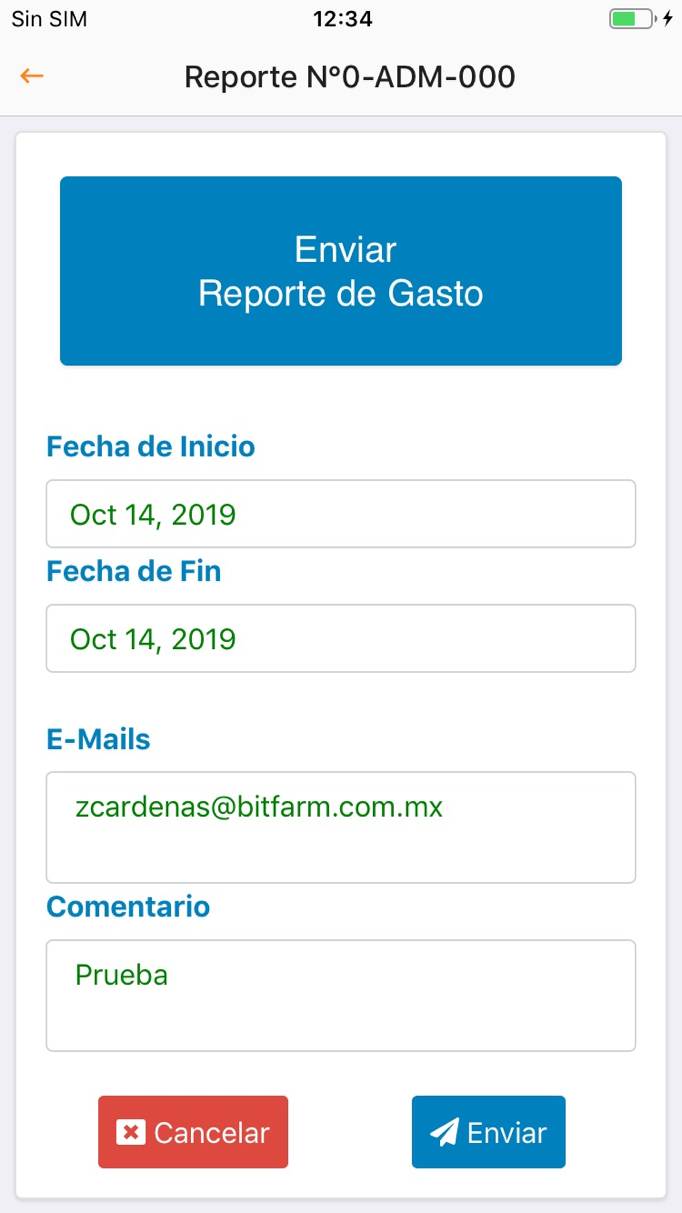 Sin SIM 12:34
Reporte N°0-ADM-000
Enviar
Reporte de Gasto
Fecha de Inicio
Oct 14, 2019
Fecha de Fin
Oct 14, 2019
E-Mails
zcardenas@bitfarm.com.mx
Comentario
Prueba
Cancelar Enviar